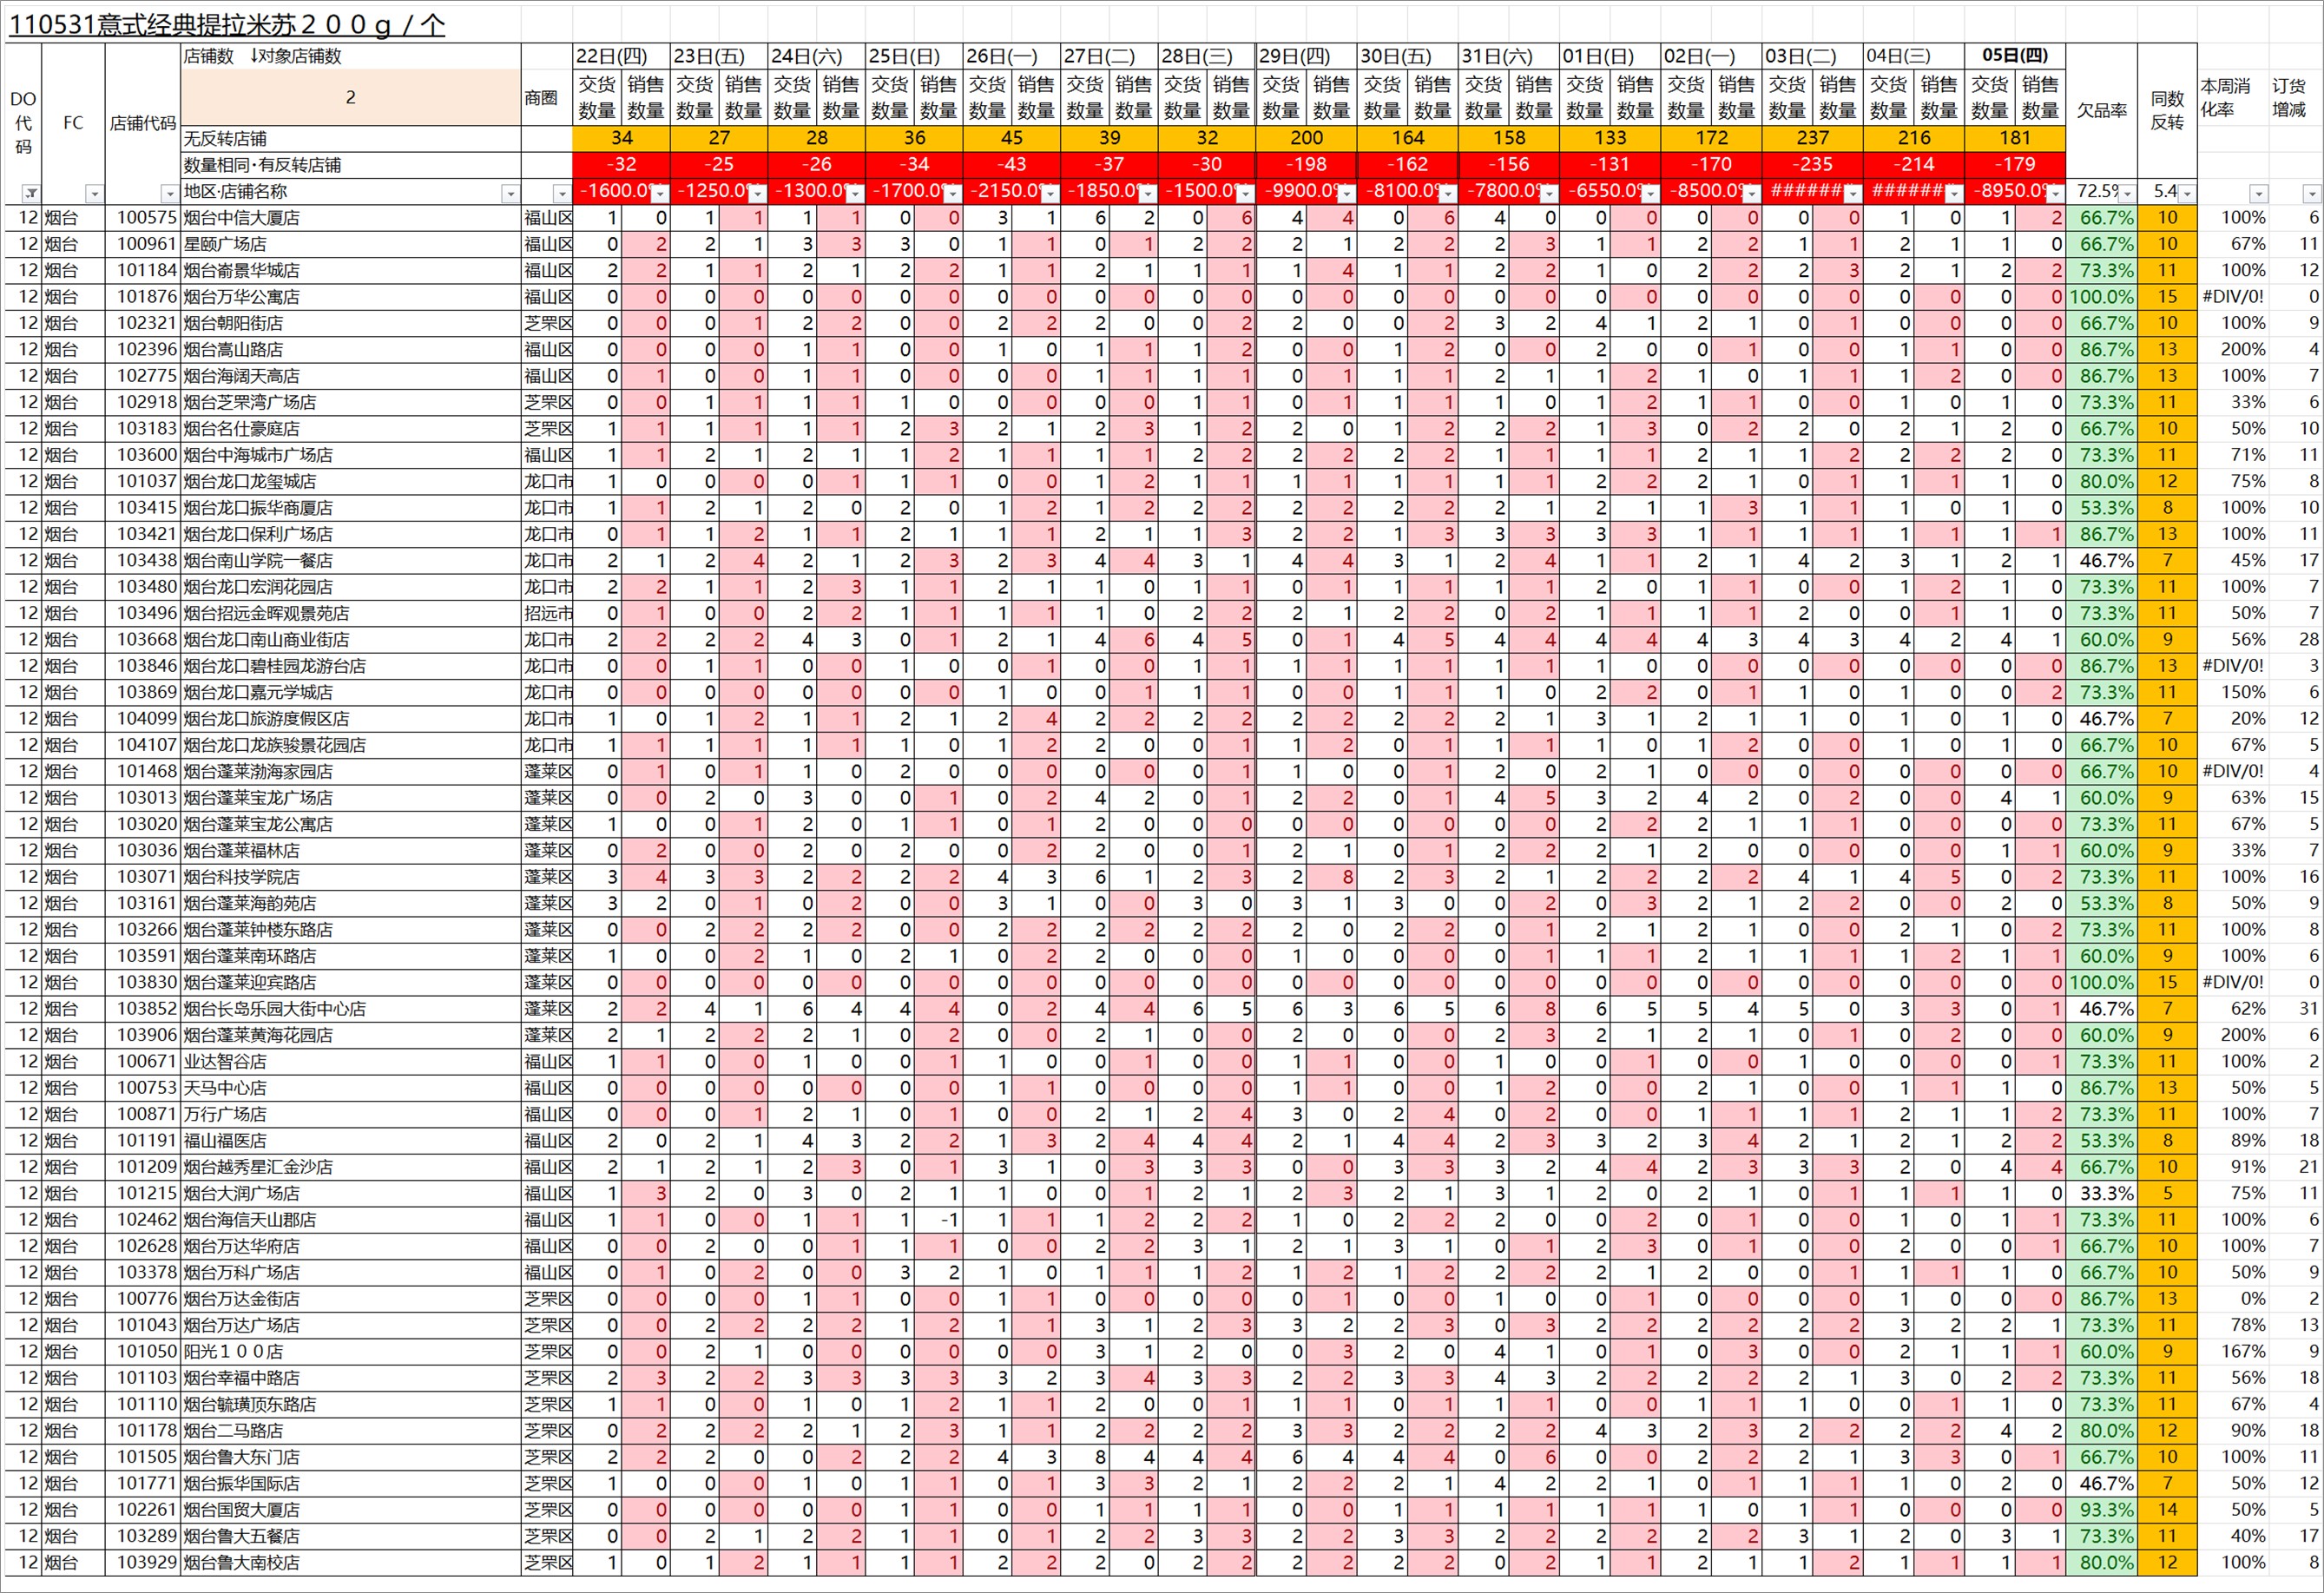 110531意式经典提拉米苏２００ｇ/个
店铺数 ↓对象店铺数 22日(四) 23日(五) 24日(六) 25日(日) 26日(一) 27日(二) 28日(三) 29日(四) 30日(五) 31日(六) 01日(日) 02日(一) 03日(二) 04日(三) 05日(四)
DO代码 FC 店铺代码 2 商圈 交货数量 销售数量 交货数量 销售数量 交货数量 销售数量 交货数量 销售数量 交货数量 销售数量 交货数量 销售数量 交货数量 销售数量 交货数量 销售数量 交货数量 销售数量 交货数量 销售数量 交货数量 销售数量 交货数量 销售数量 交货数量 销售数量 交货数量 销售数量 交货数量 销售数量 欠品率 同数反转 本周消化率 订货增减
无反转店铺 34 27 28 36 45 39 32 200 164 158 133 172 237 216 181
数量相同·有反转店铺 -32 -25 -26 -34 -43 -37 -30 -198 -162 -156 -131 -170 -235 -214 -179
地区·店铺名称 -1600.0% -1250.0% -1300.0% -1700.0% -2150.0% -1850.0% -1500.0% -9900.0% -8100.0% -7800.0% -6550.0% -8500.0% ###### ###### -8950.0% 72.5% 5.4
12 烟台 100575 烟台中信大厦店 福山区 1 0 1 1 1 1 0 0 3 1 6 2 0 6 4 4 0 6 4 0 0 0 0 0 0 0 1 0 1 2 66.7% 10 100% 6
12 烟台 100961 星颐广场店 福山区 0 2 2 1 3 3 3 0 1 1 0 1 2 2 2 1 2 2 2 3 1 1 2 2 1 1 2 1 1 0 66.7% 10 67% 11
12 烟台 101184 烟台嵛景华城店 福山区 2 2 1 1 2 1 2 2 1 1 2 1 1 1 1 4 1 1 2 2 1 0 2 2 2 3 2 1 2 2 73.3% 11 100% 12
12 烟台 101876 烟台万华公寓店 福山区 0 0 0 0 0 0 0 0 0 0 0 0 0 0 0 0 0 0 0 0 0 0 0 0 0 0 0 0 0 0 100.0% 15 #DIV/0! 0
12 烟台 102321 烟台朝阳街店 芝罘区 0 0 0 1 2 2 0 0 2 2 2 0 0 2 2 0 0 2 3 2 4 1 2 1 0 1 0 0 0 0 66.7% 10 100% 9
12 烟台 102396 烟台嵩山路店 福山区 0 0 0 0 1 1 0 0 1 0 1 1 1 2 0 0 1 2 0 0 2 0 0 1 0 0 1 1 0 0 86.7% 13 200% 4
12 烟台 102775 烟台海阔天高店 福山区 0 1 0 0 1 1 0 0 0 0 1 1 1 1 0 1 1 1 2 1 1 2 1 0 1 1 1 2 0 0 86.7% 13 100% 7
12 烟台 102918 烟台芝罘湾广场店 芝罘区 0 0 1 1 1 1 1 0 0 0 0 0 1 1 0 1 1 1 1 0 1 2 1 1 0 0 1 0 1 0 73.3% 11 33% 6
12 烟台 103183 烟台名仕豪庭店 芝罘区 1 1 1 1 1 1 2 3 2 1 2 3 1 2 2 0 1 2 2 2 1 3 0 2 2 0 2 1 2 0 66.7% 10 50% 10
12 烟台 103600 烟台中海城市广场店 福山区 1 1 2 1 2 1 1 2 1 1 1 1 2 2 2 2 2 2 1 1 1 1 2 1 1 2 2 2 2 0 73.3% 11 71% 11
12 烟台 101037 烟台龙口龙玺城店 龙口市 1 0 0 0 0 1 1 1 0 0 1 2 1 1 1 1 1 1 1 1 2 2 2 1 0 1 1 1 1 0 80.0% 12 75% 8
12 烟台 103415 烟台龙口振华商厦店 龙口市 1 1 2 1 2 0 2 0 1 2 1 2 2 2 2 2 2 2 2 1 2 1 1 3 1 1 1 0 1 0 53.3% 8 100% 10
12 烟台 103421 烟台龙口保利广场店 龙口市 0 1 1 2 1 1 2 1 1 1 2 1 1 3 2 2 1 3 3 3 3 3 1 1 1 1 1 1 1 1 86.7% 13 100% 11
12 烟台 103438 烟台南山学院一餐店 龙口市 2 1 2 4 2 1 2 3 2 3 4 4 3 1 4 4 3 1 2 4 1 1 2 1 4 2 3 1 2 1 46.7% 7 45% 17
12 烟台 103480 烟台龙口宏润花园店 龙口市 2 2 1 1 2 3 1 1 2 1 1 0 1 1 0 1 1 1 1 1 2 0 1 1 0 0 1 2 1 0 73.3% 11 100% 7
12 烟台 103496 烟台招远金晖观景苑店 招远市 0 1 0 0 2 2 1 1 1 1 1 0 2 2 2 1 2 2 0 2 1 1 1 1 2 0 0 1 1 0 73.3% 11 50% 7
12 烟台 103668 烟台龙口南山商业街店 龙口市 2 2 2 2 4 3 0 1 2 1 4 6 4 5 0 1 4 5 4 4 4 4 4 3 4 3 4 2 4 1 60.0% 9 56% 28
12 烟台 103846 烟台龙口碧桂园龙游台店 龙口市 0 0 1 1 0 0 1 0 0 1 0 0 1 1 1 1 1 1 1 1 1 0 0 0 0 0 0 0 0 0 86.7% 13 #DIV/0! 3
12 烟台 103869 烟台龙口嘉元学城店 龙口市 0 0 0 0 0 0 0 0 1 0 0 1 1 1 0 0 1 1 1 0 2 2 0 1 1 0 1 0 0 2 73.3% 11 150% 6
12 烟台 104099 烟台龙口旅游度假区店 龙口市 1 0 1 2 1 1 2 1 2 4 2 2 2 2 2 2 2 2 2 1 3 1 2 1 1 0 1 0 1 0 46.7% 7 20% 12
12 烟台 104107 烟台龙口龙族骏景花园店 龙口市 1 1 1 1 1 1 1 0 1 2 2 0 0 1 1 2 0 1 1 1 1 0 1 2 0 0 1 0 1 0 66.7% 10 67% 5
12 烟台 101468 烟台蓬莱渤海家园店 蓬莱区 0 1 0 1 1 0 2 0 0 0 0 0 0 1 1 0 0 1 2 0 2 1 0 0 0 0 0 0 0 0 66.7% 10 #DIV/0! 4
12 烟台 103013 烟台蓬莱宝龙广场店 蓬莱区 0 0 2 0 3 0 0 1 0 2 4 2 0 1 2 2 0 1 4 5 3 2 4 2 0 2 0 0 4 1 60.0% 9 63% 15
12 烟台 103020 烟台蓬莱宝龙公寓店 蓬莱区 1 0 0 1 2 0 1 1 0 1 2 0 0 0 0 0 0 0 0 0 2 2 2 1 1 1 0 0 0 0 73.3% 11 67% 5
12 烟台 103036 烟台蓬莱福林店 蓬莱区 0 2 0 0 2 0 2 0 0 2 2 0 0 1 2 1 0 1 2 2 2 1 2 0 0 0 0 0 1 1 60.0% 9 33% 7
12 烟台 103071 烟台科技学院店 蓬莱区 3 4 3 3 2 2 2 2 4 3 6 1 2 3 2 8 2 3 2 1 2 2 2 2 4 1 4 5 0 2 73.3% 11 100% 16
12 烟台 103161 烟台蓬莱海韵苑店 蓬莱区 3 2 0 1 0 2 0 0 3 1 0 0 3 0 3 1 3 0 0 2 0 3 2 1 2 2 0 0 2 0 53.3% 8 50% 9
12 烟台 103266 烟台蓬莱钟楼东路店 蓬莱区 0 0 2 2 2 2 0 0 2 2 2 2 2 2 2 0 2 2 0 1 2 1 2 1 0 0 2 1 0 2 73.3% 11 100% 8
12 烟台 103591 烟台蓬莱南环路店 蓬莱区 1 0 0 2 1 0 2 1 0 2 2 0 0 0 1 0 0 0 0 1 1 1 2 1 1 1 1 2 0 1 60.0% 9 100% 6
12 烟台 103830 烟台蓬莱迎宾路店 蓬莱区 0 0 0 0 0 0 0 0 0 0 0 0 0 0 0 0 0 0 0 0 0 0 0 0 0 0 0 0 0 0 100.0% 15 #DIV/0! 0
12 烟台 103852 烟台长岛乐园大街中心店 蓬莱区 2 2 4 1 6 4 4 4 0 2 4 4 6 5 6 3 6 5 6 8 6 5 5 4 5 0 3 3 0 1 46.7% 7 62% 31
12 烟台 103906 烟台蓬莱黄海花园店 蓬莱区 2 1 2 2 2 1 0 2 0 0 2 1 0 0 2 0 0 0 2 3 2 1 2 1 0 1 0 2 0 0 60.0% 9 200% 6
12 烟台 100671 业达智谷店 福山区 1 1 0 0 1 0 0 1 1 0 0 1 0 0 1 1 0 0 1 0 0 1 0 0 1 0 0 0 0 1 73.3% 11 100% 2
12 烟台 100753 天马中心店 福山区 0 0 0 0 0 0 0 0 1 1 0 0 0 0 1 1 0 0 1 2 0 0 2 1 0 0 1 1 1 0 86.7% 13 50% 5
12 烟台 100871 万行广场店 福山区 0 0 0 1 2 1 0 1 0 0 2 1 2 4 3 0 2 4 0 2 0 0 1 1 1 1 2 1 1 2 73.3% 11 100% 7
12 烟台 101191 福山福医店 福山区 2 0 2 1 4 3 2 2 1 3 2 4 4 4 2 1 4 4 2 3 3 2 3 4 2 1 2 1 2 2 53.3% 8 89% 18
12 烟台 101209 烟台越秀星汇金沙店 福山区 2 1 2 1 2 3 0 1 3 1 0 3 3 3 0 0 3 3 3 2 4 4 2 3 3 3 2 0 4 4 66.7% 10 91% 21
12 烟台 101215 烟台大润广场店 福山区 1 3 2 0 3 0 2 1 1 0 0 1 2 1 2 3 2 1 3 1 2 0 2 1 0 1 1 1 1 0 33.3% 5 75% 11
12 烟台 102462 烟台海信天山郡店 福山区 1 1 0 0 1 1 1 -1 1 1 1 2 2 2 1 0 2 2 2 0 0 2 0 1 0 0 1 0 1 1 73.3% 11 100% 6
12 烟台 102628 烟台万达华府店 福山区 0 0 2 0 0 1 1 1 0 0 2 2 3 1 2 1 3 1 0 1 2 3 0 1 0 0 2 0 0 1 66.7% 10 100% 7
12 烟台 103378 烟台万科广场店 福山区 0 1 0 2 0 0 3 2 1 0 1 1 1 2 1 2 1 2 2 2 2 1 2 0 0 1 1 1 1 0 66.7% 10 50% 9
12 烟台 100776 烟台万达金街店 芝罘区 0 0 0 0 1 1 0 0 1 1 0 0 0 0 0 1 0 0 1 0 0 1 0 0 0 0 1 0 0 0 86.7% 13 0% 2
12 烟台 101043 烟台万达广场店 芝罘区 0 0 2 2 2 2 1 2 1 1 3 1 2 3 3 2 2 3 0 3 2 2 2 2 2 2 3 2 2 1 73.3% 11 78% 13
12 烟台 101050 阳光１００店 芝罘区 0 0 2 1 0 0 0 0 0 0 3 1 2 0 0 3 2 0 4 1 0 1 0 3 0 0 2 1 1 1 60.0% 9 167% 9
12 烟台 101103 烟台幸福中路店 芝罘区 2 3 2 2 3 3 3 3 3 2 3 4 3 3 2 2 3 3 4 3 2 2 2 2 2 1 3 0 2 2 73.3% 11 56% 18
12 烟台 101110 烟台毓璜顶东路店 芝罘区 1 1 0 0 1 0 1 2 1 1 2 0 0 1 1 1 0 1 1 1 0 0 1 1 1 0 0 1 1 0 73.3% 11 67% 4
12 烟台 101178 烟台二马路店 芝罘区 0 2 2 2 2 1 2 3 1 1 2 2 2 2 3 3 2 2 2 2 4 3 2 3 2 2 2 2 4 2 80.0% 12 90% 18
12 烟台 101505 烟台鲁大东门店 芝罘区 2 2 2 0 0 2 2 2 4 3 8 4 4 4 6 4 4 4 0 6 0 0 2 2 2 1 3 3 0 1 66.7% 10 100% 11
12 烟台 101771 烟台振华国际店 芝罘区 1 0 0 0 1 0 1 1 0 1 3 3 2 1 2 2 2 1 4 2 2 1 0 1 1 1 1 0 2 0 46.7% 7 50% 12
12 烟台 102261 烟台国贸大厦店 芝罘区 0 0 0 0 0 0 1 1 0 0 1 1 1 1 0 0 1 1 1 1 1 1 1 0 1 1 0 0 0 0 93.3% 14 50% 5
12 烟台 103289 烟台鲁大五餐店 芝罘区 0 0 2 1 2 2 1 1 0 1 2 2 3 3 2 2 3 3 2 2 2 2 2 2 3 1 2 0 3 1 73.3% 11 40% 17
12 烟台 103929 烟台鲁大南校店 芝罘区 1 0 1 2 1 1 1 1 2 2 2 0 2 2 2 2 2 2 0 2 1 1 2 1 1 2 1 1 1 1 80.0% 12 100% 8